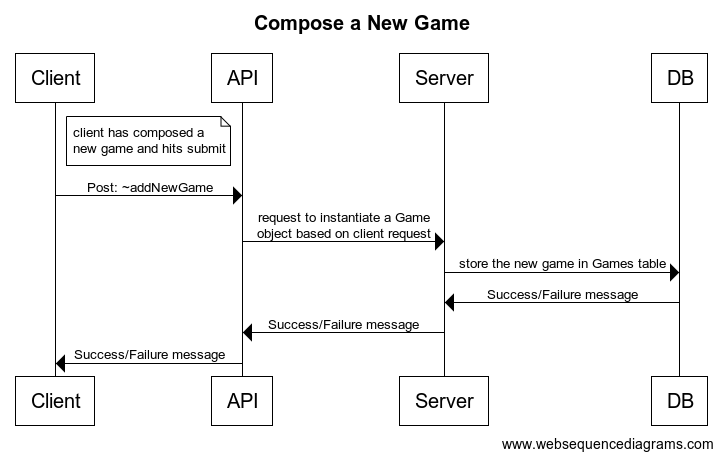 Compose a New Game
Client API Server DB
client has composed a
new game and hits submit
Post: ~addNewGame
request to instantiate a Game
object based on client request
store the new game in Games table
Success/Failure message
Success/Failure message
Success/Failure message
Client API Server DB
www.websequencediagrams.com